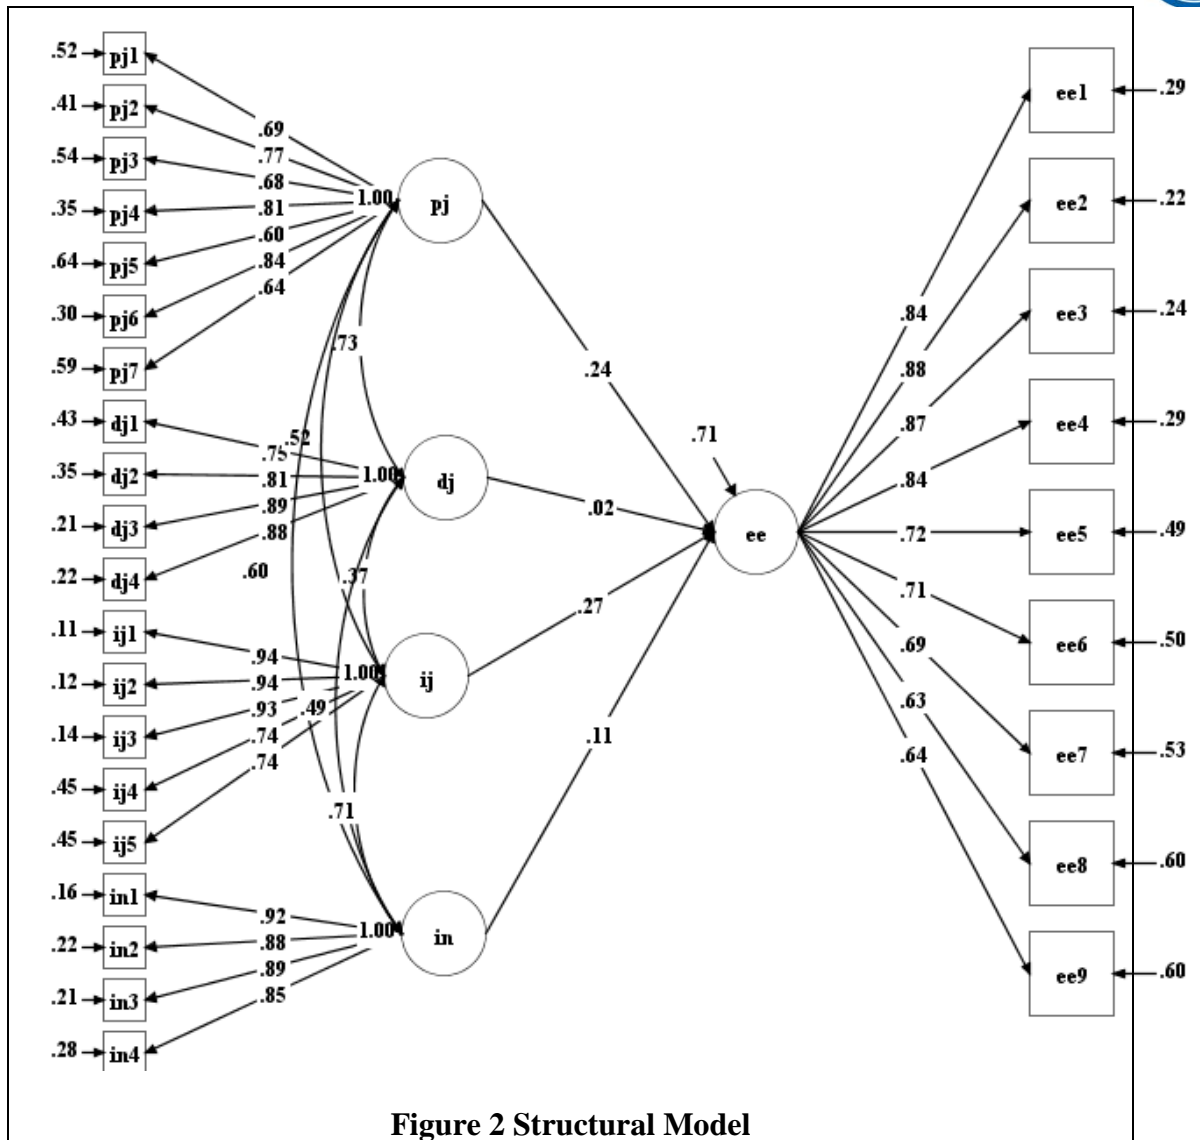 .52 pj1
.41 pj2
.54 pj3
.35 pj4
.64 pj5
.30 pj6
.59 pj7
.43 dj1
.35 dj2
.21 dj3
.22 dj4
.11 ij1
.12 ij2
.14 ij3
.45 ij4
.45 ij5
.16 in1
.22 in2
.21 in3
.28 in4
.69
.77
.68
.81
.60
.84
.64
1.00 pj
.73
.52
.75
.81
.89
.88
1.00 dj
.60
.37
.94
.94
.93
.74
.74
1.00 ij
.49
.71
.92
.88
.89
.85
1.00 in
.24
.02
.27
.11
.71
ee
.84
.88
.87
.84
.72
.71
.69
.63
.64
ee1 .29
ee2 .22
ee3 .24
ee4 .29
ee5 .49
ee6 .50
ee7 .53
ee8 .60
ee9 .60
Figure 2 Structural Model